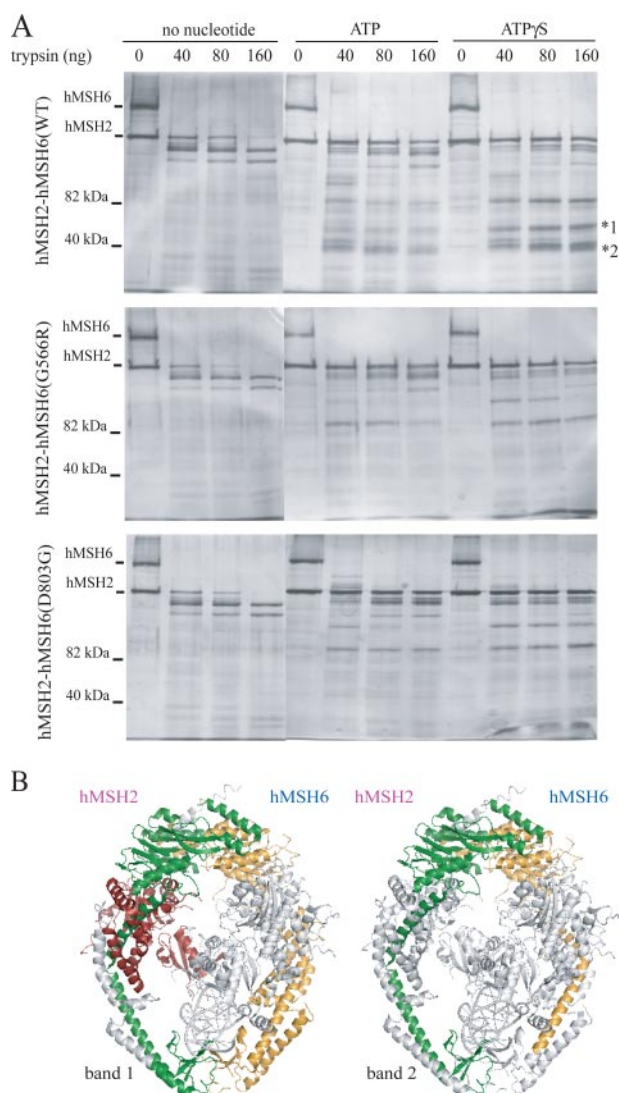 A
no nucleotide ATP ATPγS
trypsin (ng) 0 40 80 160 0 40 80 160 0 40 80 160
hMSH2-hMSH6(WT)
hMSH6
hMSH2
82 kDa
*1
40 kDa
*2
hMSH2-hMSH6(G566R)
hMSH6
hMSH2
82 kDa
40 kDa
hMSH2-hMSH6(D803G)
hMSH6
hMSH2
82 kDa
40 kDa
B
hMSH2 hMSH6 hMSH2 hMSH6
band 1 band 2